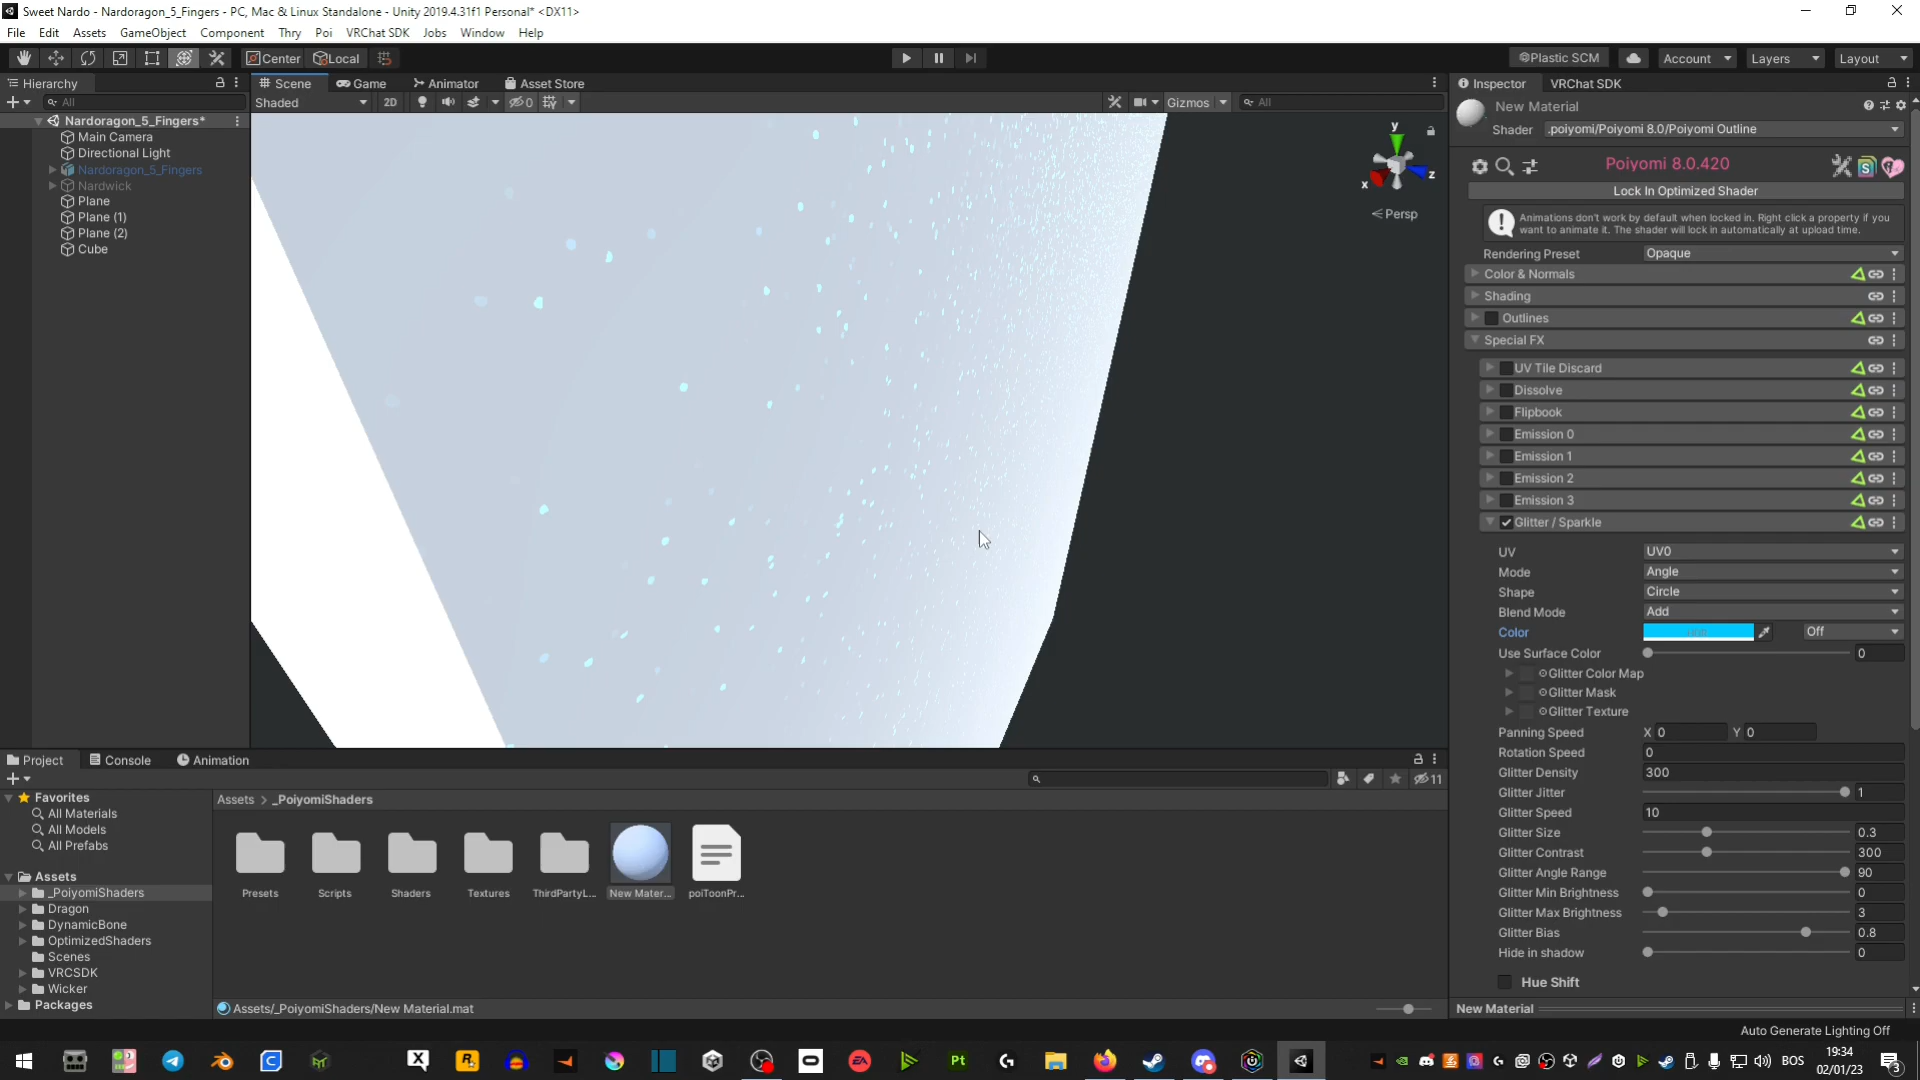 Sweet Nardo - Nardoragon_5_Fingers - PC, Mac & Linux Standalone - Unity 2019.4.31f1 Personal* <DX11>
File Edit Assets GameObject Component Thry Poi VRChat SDK Jobs Window Help
Center Local Plastic SCM Account Layers Layout
Hierarchy
All
Nardoragon_5_Fingers*
Main Camera
Directional Light
Nardoragon_5_Fingers
Nardwick
Plane
Plane (1)
Plane (2)
Cube
Scene Game Animator Asset Store
Shaded 2D 0 Gizmos All
y
x z
Persp
Inspector VRChat SDK
New Material
Shader .poiyomi/Poiyomi 8.0/Poiyomi Outline
Poiyomi 8.0.420
Lock In Optimized Shader
Animations don't work by default when locked in. Right click a property if you
want to animate it. The shader will lock in automatically at upload time.
Rendering Preset Opaque
Color & Normals
Shading
Outlines
Special FX
UV Tile Discard
Dissolve
Flipbook
Emission 0
Emission 1
Emission 2
Emission 3
Glitter / Sparkle
UV UV0
Mode Angle
Shape Circle
Blend Mode Add
Color HDR Off
Use Surface Color 0
Glitter Color Map
Glitter Mask
Glitter Texture
Panning Speed X 0 Y 0
Rotation Speed 0
Glitter Density 300
Glitter Jitter 1
Glitter Speed 10
Glitter Size 0.3
Glitter Contrast 300
Glitter Angle Range 90
Glitter Min Brightness 0
Glitter Max Brightness 3
Glitter Bias 0.8
Hide in shadow 0
Hue Shift
New Material
Project Console Animation
11
Favorites
All Materials
All Models
All Prefabs
Assets
_PoiyomiShaders
Dragon
DynamicBone
OptimizedShaders
Scenes
VRCSDK
Wicker
Packages
Assets > _PoiyomiShaders
Presets Scripts Shaders Textures ThirdPartyL... New Mater... poiToonPr...
Assets/_PoiyomiShaders/New Material.mat
Auto Generate Lighting Off
BOS
19:34
02/01/23
3